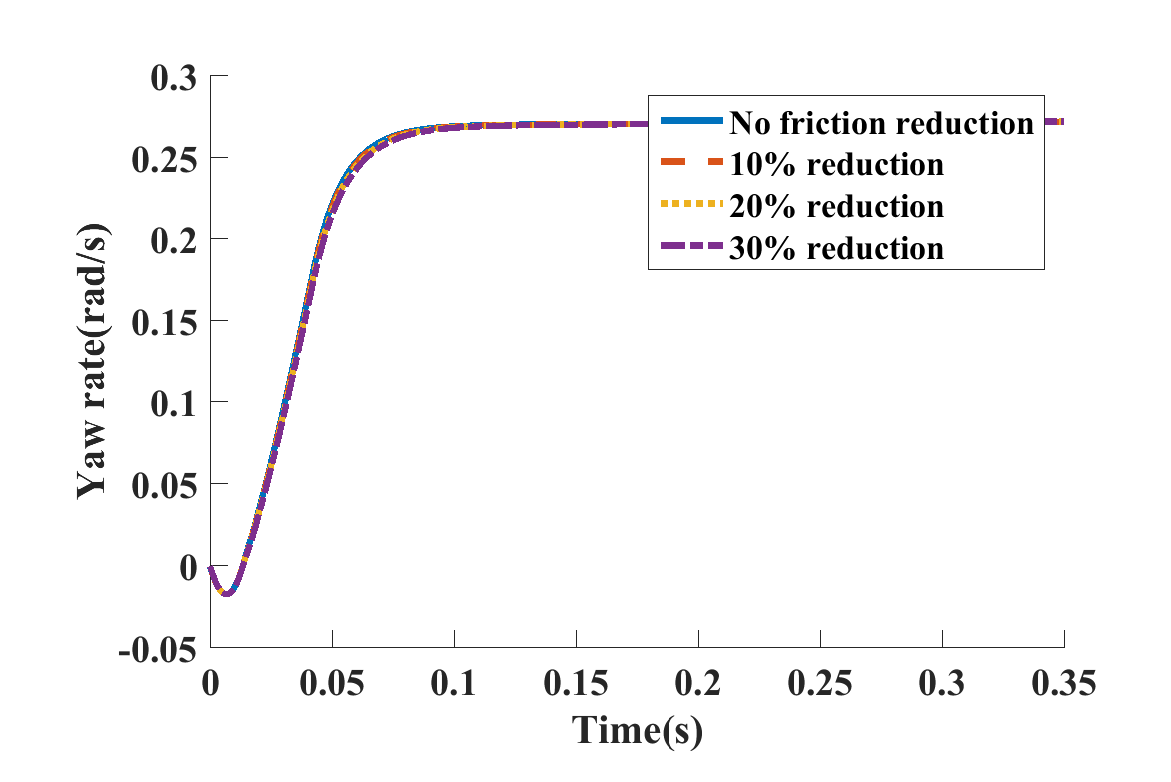 0.3
0.25
0.2
0.15
0.1
0.05
0
-0.05
Yaw rate(rad/s)
No friction reduction
10% reduction
20% reduction
30% reduction
0 0.05 0.1 0.15 0.2 0.25 0.3 0.35
Time(s)